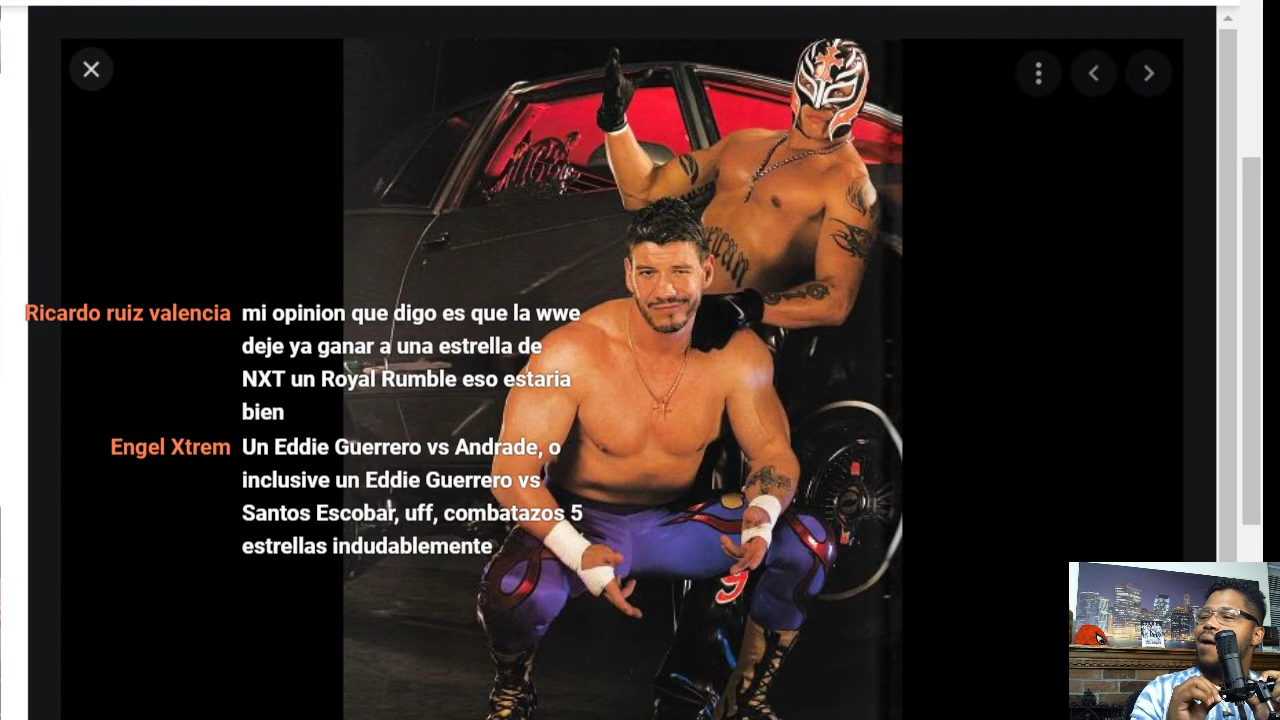 Ricardo ruiz valencia mi opinion que digo es que la wwe
deje ya ganar a una estrella de
NXT un Royal Rumble eso estaria
bien
Engel Xtrem Un Eddie Guerrero vs Andrade, o
inclusive un Eddie Guerrero vs
Santos Escobar, uff, combatazos 5
estrellas indudablemente